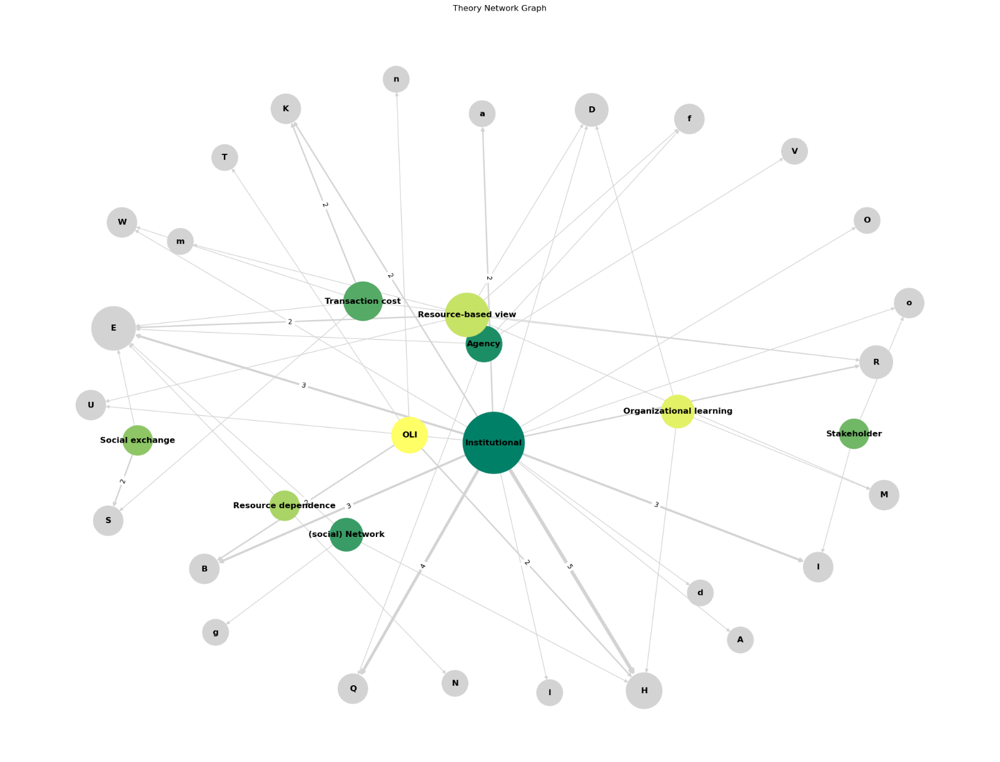 Theory Network Graph
n
K
a
D
f
V
T
O
W
m
2
2
2
Transaction cost
o
Resource-based view
2
E
Agency
R
3
U
Organizational learning
OLI
Stakeholder
Social exchange
Institutional
2
M
2
3
3
Resource dependence
S
(social) Network
2
4
5
I
B
d
g
A
N
Q
l
H